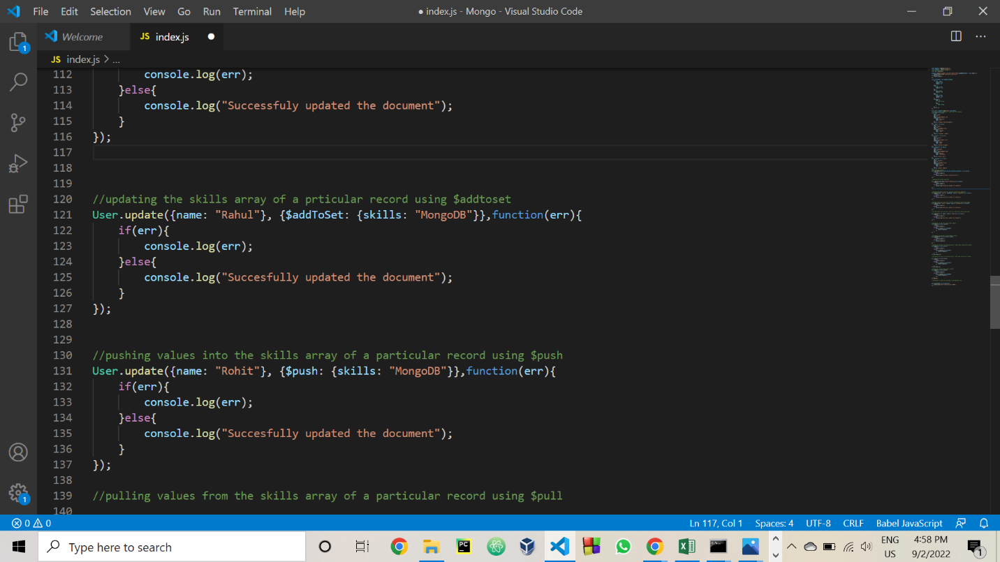 File Edit Selection View Go Run Terminal Help ● index.js - Mongo - Visual Studio Code
1 Welcome JS index.js
JS index.js > ...
112 console.log(err);
113 }else{
114 console.log("Successfuly updated the document");
115 }
116 });
117
118
119
120 //updating the skills array of a prticular record using $addtoset
121 User.update({name: "Rahul"}, {$addToSet: {skills: "MongoDB"}},function(err){
122 if(err){
123 console.log(err);
124 }else{
125 console.log("Succesfully updated the document");
126 }
127 });
128
129
130 //pushing values into the skills array of a particular record using $push
131 User.update({name: "Rohit"}, {$push: {skills: "MongoDB"}},function(err){
132 if(err){
133 console.log(err);
134 }else{
135 console.log("Succesfully updated the document");
136 }
137 });
138
139 //pulling values from the skills array of a particular record using $pull
140
1
0 0 Ln 117, Col 1 Spaces: 4 UTF-8 CRLF Babel JavaScript
Type here to search PC ENG 4:58 PM
US 9/2/2022 1